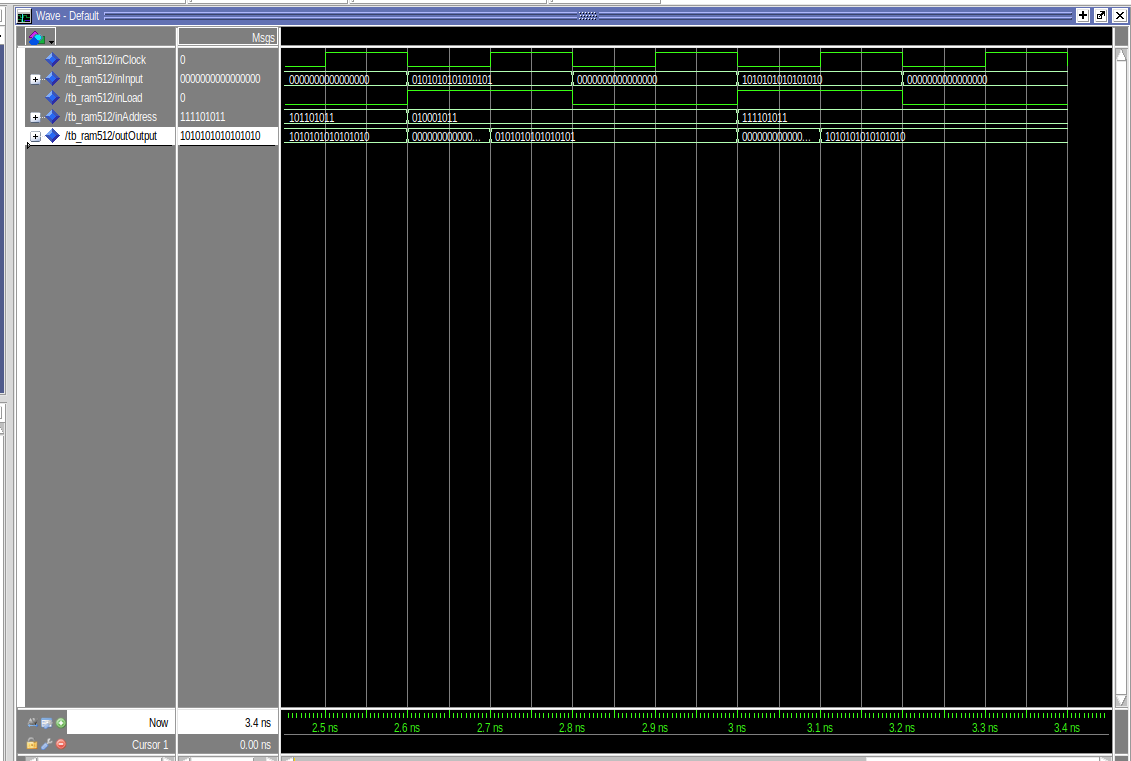 Wave - Default
Msgs
/tb_ram512/inClock 0
/tb_ram512/inInput 0000000000000000 0000000000000000 0101010101010101 0000000000000000 1010101010101010 0000000000000000
/tb_ram512/inLoad 0
/tb_ram512/inAddress 111101011 101101011 010001011 111101011
/tb_ram512/outOutput 1010101010101010 1010101010101010 000000000000... 0101010101010101 000000000000... 1010101010101010
Now 3.4 ns
2.5 ns 2.6 ns 2.7 ns 2.8 ns 2.9 ns 3 ns 3.1 ns 3.2 ns 3.3 ns 3.4 ns
Cursor 1 0.00 ns